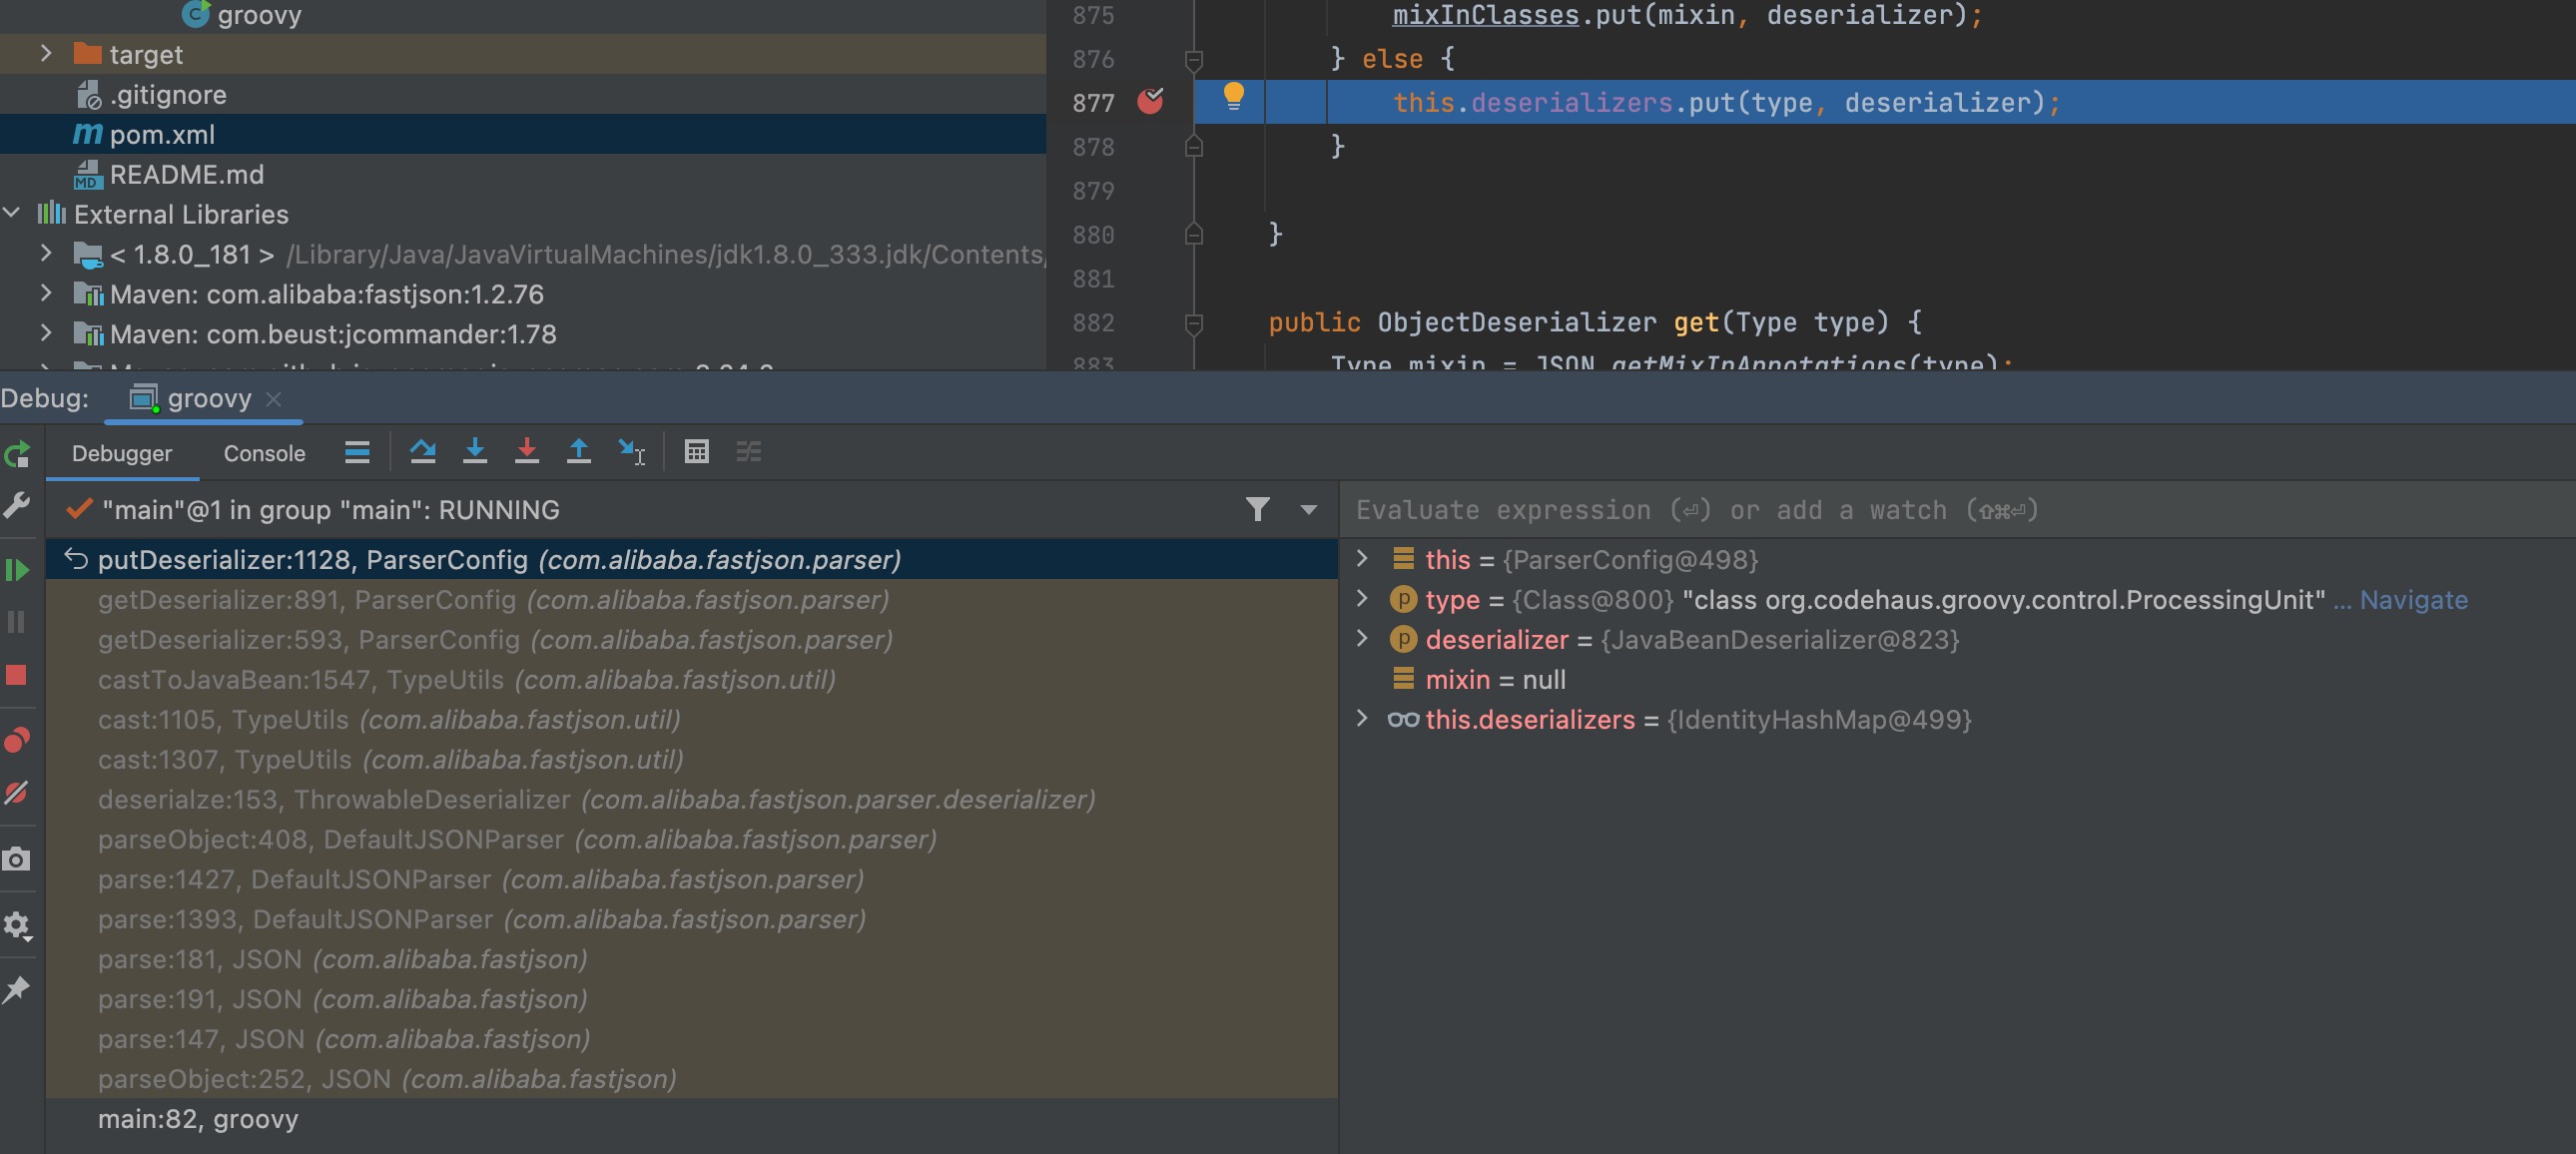 groovy
target
.gitignore
pom.xml
README.md
External Libraries
< 1.8.0_181 > /Library/Java/JavaVirtualMachines/jdk1.8.0_333.jdk/Contents/
Maven: com.alibaba:fastjson:1.2.76
Maven: com.beust:jcommander:1.78
875 mixInClasses.put(mixin, deserializer);
876 } else {
877 this.deserializers.put(type, deserializer);
878 }
879
880 }
881
882 public ObjectDeserializer get(Type type) {
883 Type mixin = JSON.getMixInAnnotations(type);
Debug: groovy
Debugger Console
"main"@1 in group "main": RUNNING
putDeserializer:1128, ParserConfig (com.alibaba.fastjson.parser)
getDeserializer:891, ParserConfig (com.alibaba.fastjson.parser)
getDeserializer:593, ParserConfig (com.alibaba.fastjson.parser)
castToJavaBean:1547, TypeUtils (com.alibaba.fastjson.util)
cast:1105, TypeUtils (com.alibaba.fastjson.util)
cast:1307, TypeUtils (com.alibaba.fastjson.util)
deserialze:153, ThrowableDeserializer (com.alibaba.fastjson.parser.deserializer)
parseObject:408, DefaultJSONParser (com.alibaba.fastjson.parser)
parse:1427, DefaultJSONParser (com.alibaba.fastjson.parser)
parse:1393, DefaultJSONParser (com.alibaba.fastjson.parser)
parse:181, JSON (com.alibaba.fastjson)
parse:191, JSON (com.alibaba.fastjson)
parse:147, JSON (com.alibaba.fastjson)
parseObject:252, JSON (com.alibaba.fastjson)
main:82, groovy
Evaluate expression (⏎) or add a watch (⇧⌘⏎)
this = {ParserConfig@498}
type = {Class@800} "class org.codehaus.groovy.control.ProcessingUnit" ... Navigate
deserializer = {JavaBeanDeserializer@823}
mixin = null
this.deserializers = {IdentityHashMap@499}